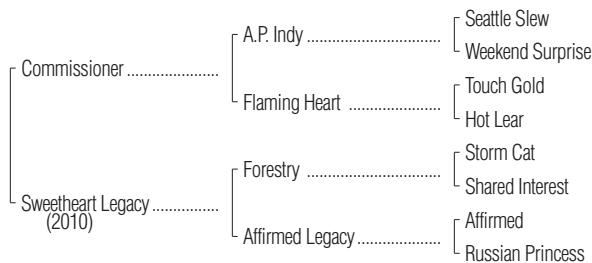 Seattle Slew
A.P. Indy ................................
Weekend Surprise
Commissioner ......................
Touch Gold
Flaming Heart ......................
Hot Lear
Storm Cat
Forestry ................................
Shared Interest
Sweetheart Legacy ................
(2010)
Affirmed
Affirmed Legacy ....................
Russian Princess